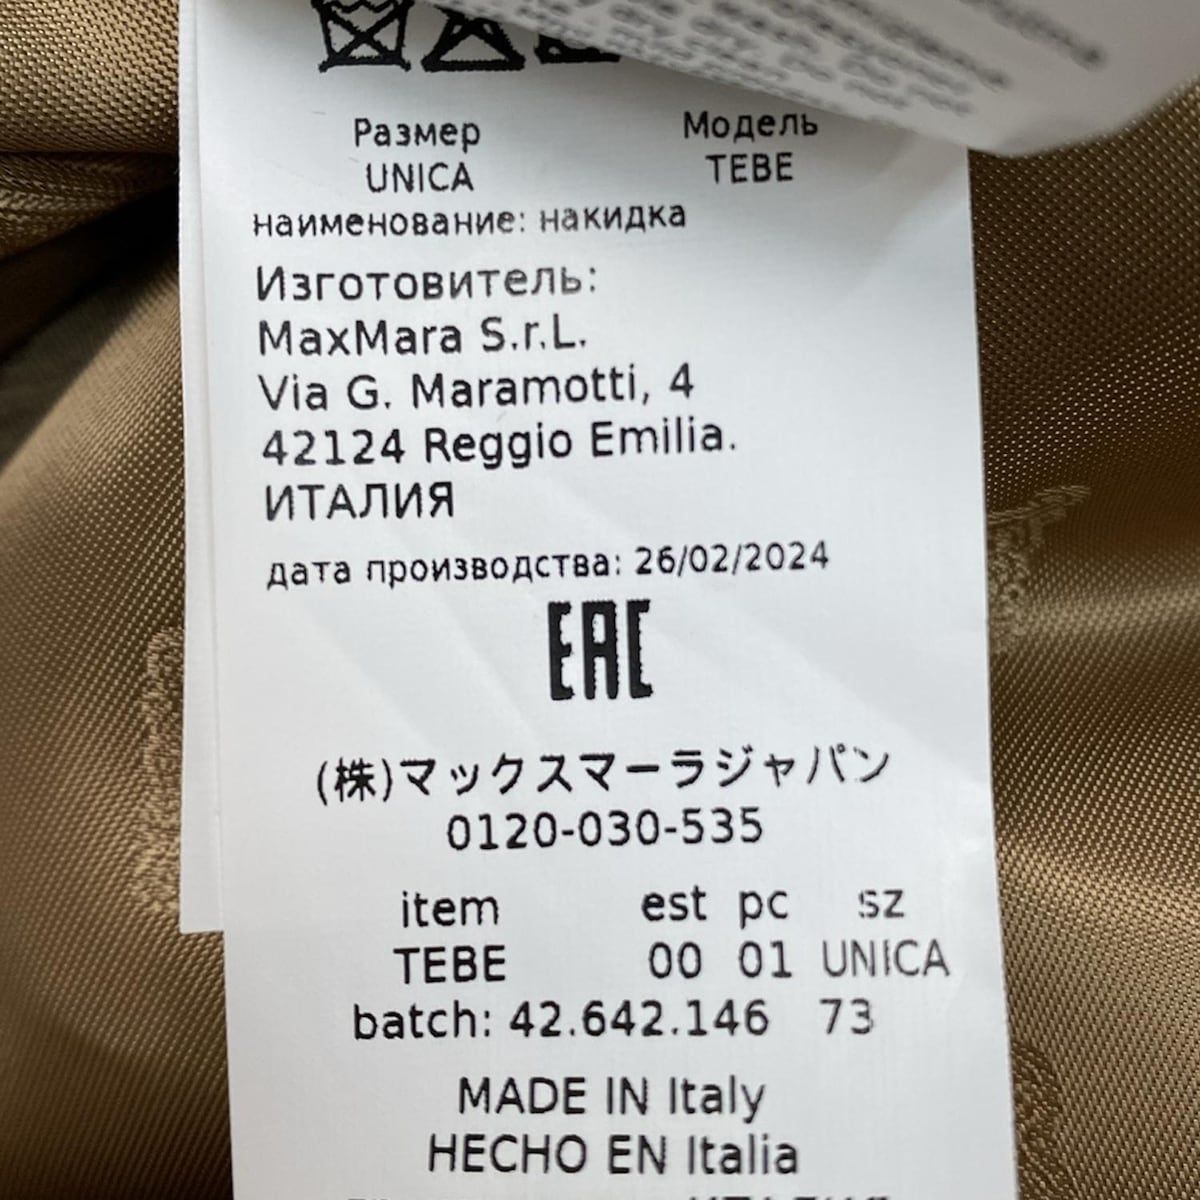 Размер Модель
UNICA TEBE
наименование: накидка
Изготовитель:
MaxMara S.r.L.
Via G. Maramotti, 4
42124 Reggio Emilia.
ИТАЛИЯ
дата производства: 26/02/2024
EAC
(株)マックスマーラジャパン
0120-030-535
item est pc sz
TEBE 00 01 UNICA
batch: 42.642.146 73
MADE IN Italy
HECHO EN Italia